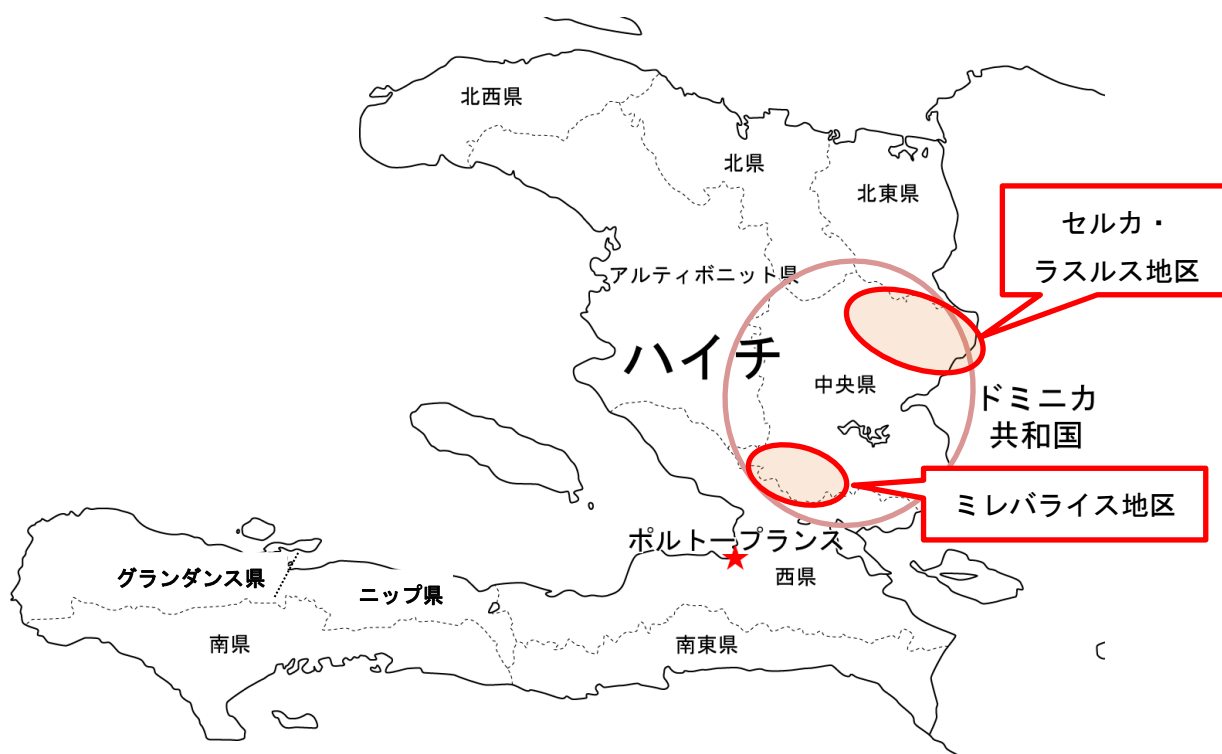 北西県
北県
北東県
セルカ・
ラスルス地区
アルティボニット県
ハイチ
中央県
ドミニカ
共和国
ミレバライス地区
ポルトープランス
西県
グランダンス県
ニップ県
南県
南東県